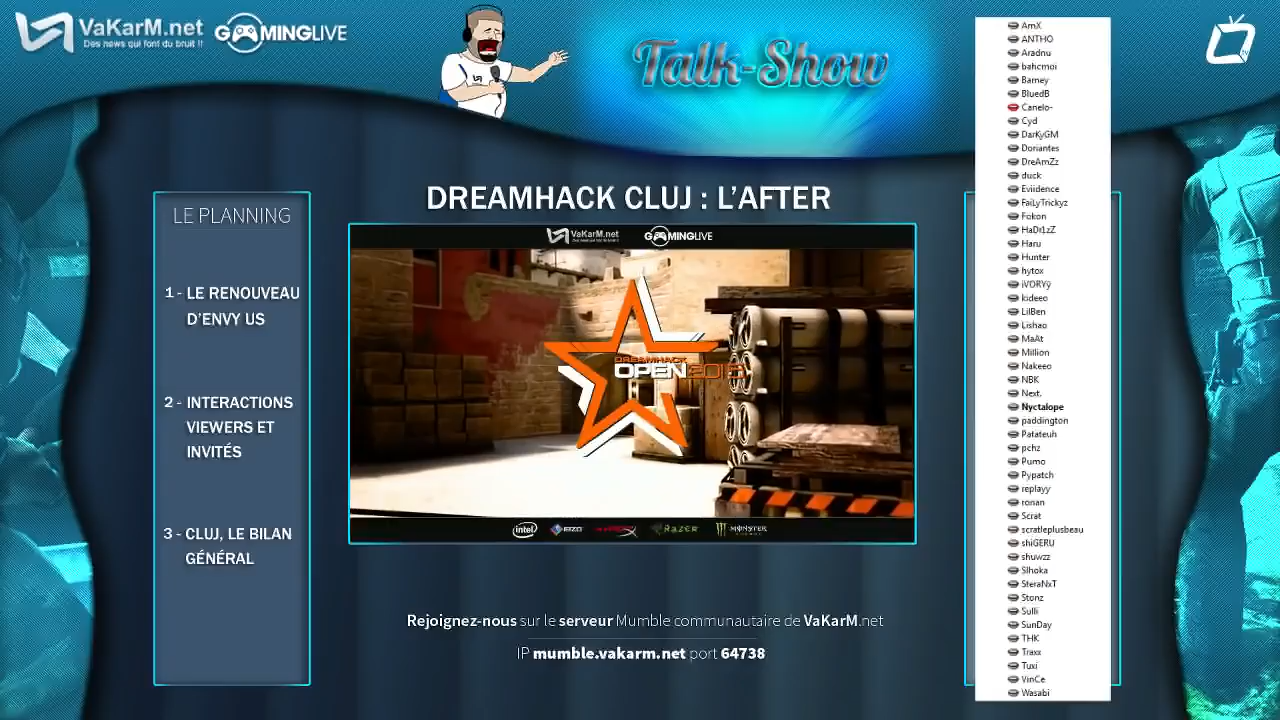 VaKarM.net
Des news qui font du bruit !!
GAMINGLIVE
Talk-Show
TV
LE PLANNING
1 - LE RENOUVEAU
D'ENVY US
2 - INTERACTIONS
VIEWERS ET
INVITÉS
3 - CLUJ, LE BILAN
GÉNÉRAL
DREAMHACK CLUJ : L'AFTER
VaKarM.net
GAMINGLIVE
DREAMHACK
OPEN
intel
EIZO
RAZER
MONSTER
ENERGY
Rejoignez-nous sur le serveur Mumble communautaire de VaKarM.net
IP mumble.vakarm.net port 64738
AmX
ANTHO
Aradnu
bahcmoi
Barney
BluedB
Canelo-
Cyd
DarKyGM
Doriantes
DreAmZz
duck
Eviidence
FaiLyTrickyz
Fokon
HaDr1zZ
Haru
Hunter
hytox
iVORYy
kideeo
LilBen
Lishao
MaAt
Million
Nakeeo
NBK
Next.
Nyctalope
paddington
Patateuh
pchz
Pumo
Pypatch
replayy
ronan
Scrat
scratleplusbeau
shiGERU
shuwzz
Slhoka
SteraNxT
Stonz
Sulli
SunDay
THK
Traxx
Tuxi
VinCe
Wasabi